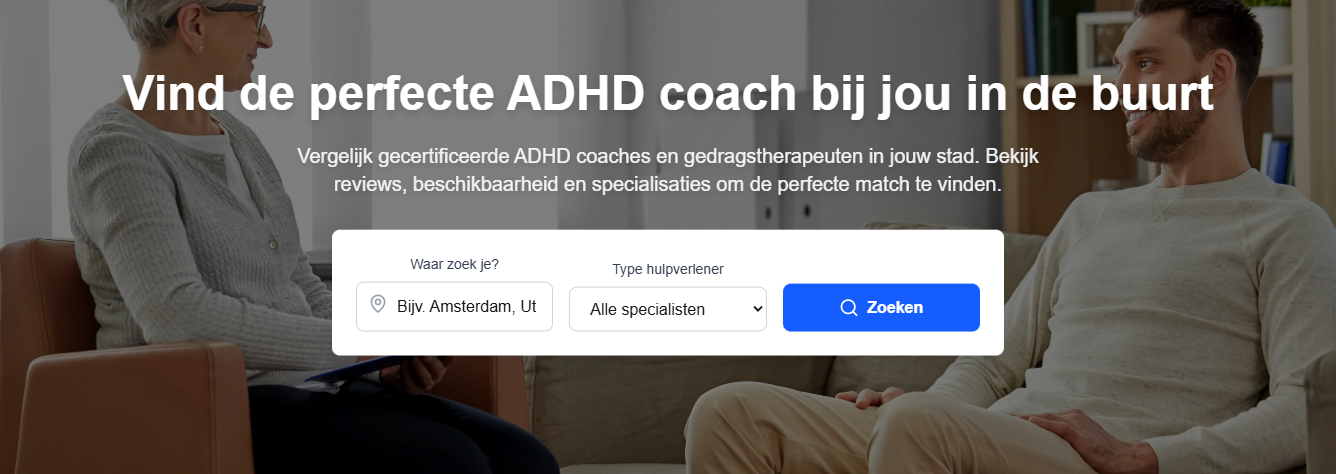 Vind de perfecte ADHD coach bij jou in de buurt
Vergelijk gecertificeerde ADHD coaches en gedragstherapeuten in jouw stad. Bekijk
reviews, beschikbaarheid en specialisaties om de perfecte match te vinden.
Waar zoek je?
Type hulpverlener
Bijv. Amsterdam, Ut
Alle specialisten
Zoeken